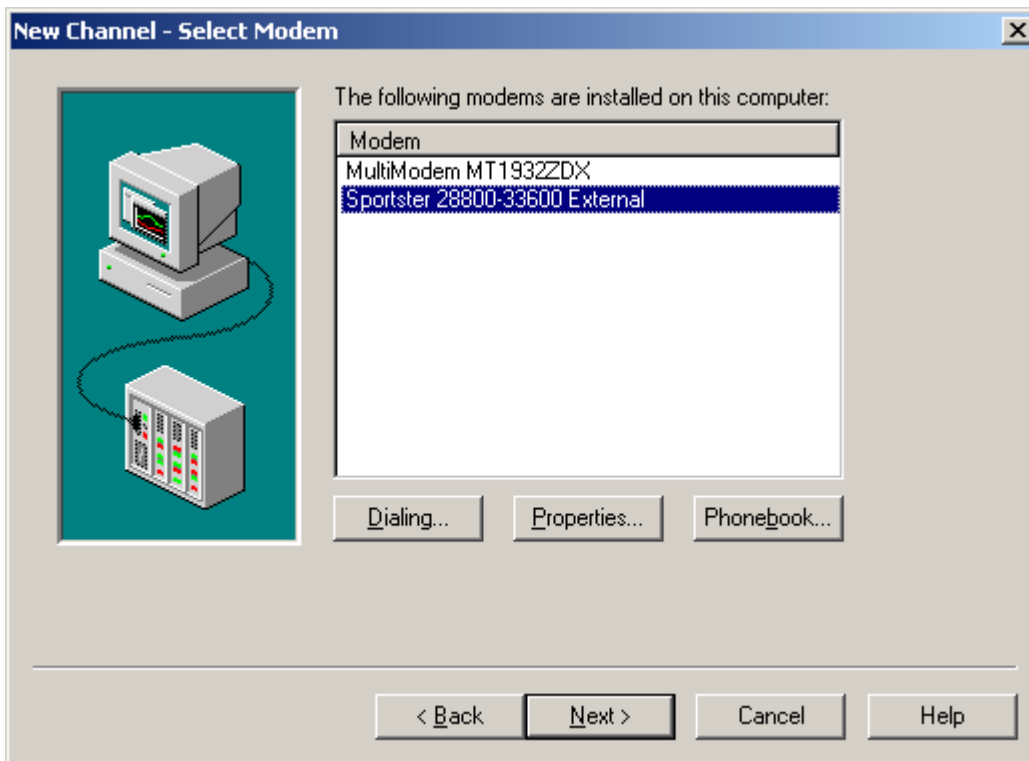 New Channel - Select Modem
The following modems are installed on this computer:
Modem
MultiModem MT1932ZDX
Sportster 28800-33600 External
Dialing... Properties... Phonebook...
< Back Next > Cancel Help